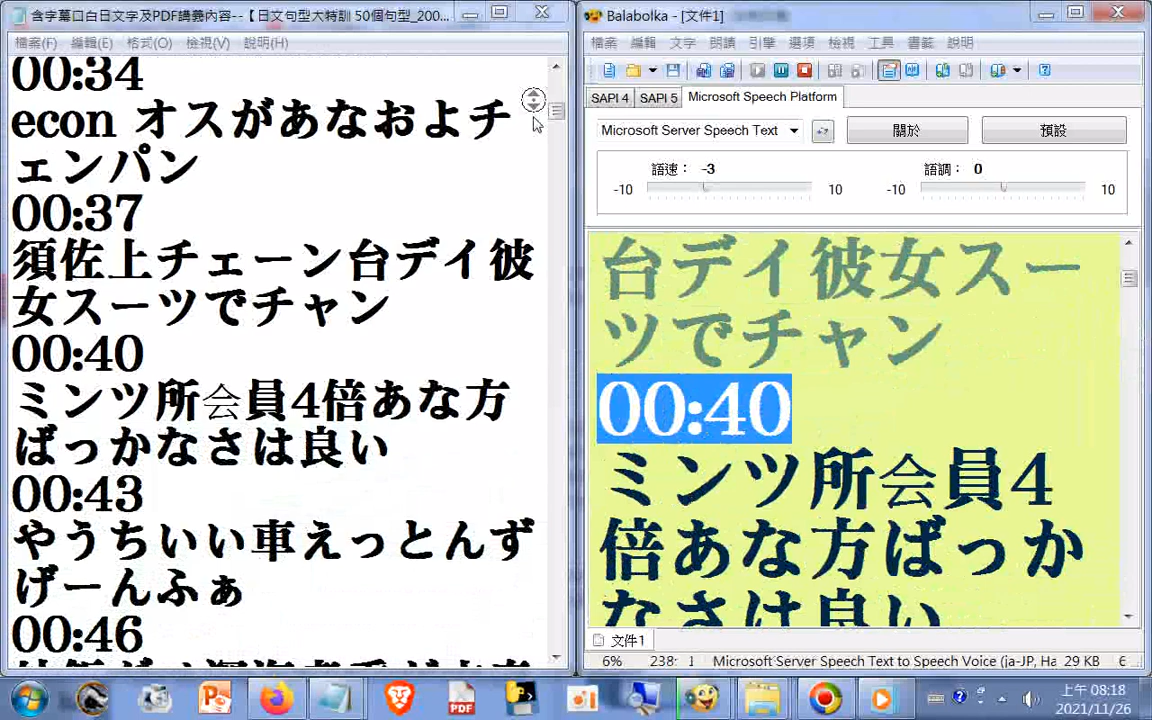 含字幕口白日文字及PDF講義內容--【日文句型大特訓 50個句型_200...
檔案(F) 編輯(E) 格式(O) 檢視(V) 說明(H)
00:34
econ オスがあなおよチ
ェンパン
00:37
須佐上チェーン台デイ彼
女スーツでチャン
00:40
ミンツ所会員4倍あな方
ばっかなさは良い
00:43
やうちいい車えっとんず
げーんふぁ
00:46
Balabolka - [文件1]
檔案 編輯 文字 朗讀 引擎 選項 檢視 工具 書籤 說明
SAPI 4 SAPI 5 Microsoft Speech Platform
Microsoft Server Speech Text 關於 預設
語速： -3 語調： 0
-10 10 -10 10
台デイ彼女スー
ツでチャン
00:40
ミンツ所会員4
倍あな方ばっか
なさは良い
文件1
6% 238: 1 Microsoft Server Speech Text to Speech Voice (ja-JP, Ha 29 KB
PDF
上午 08:18
2021/11/26